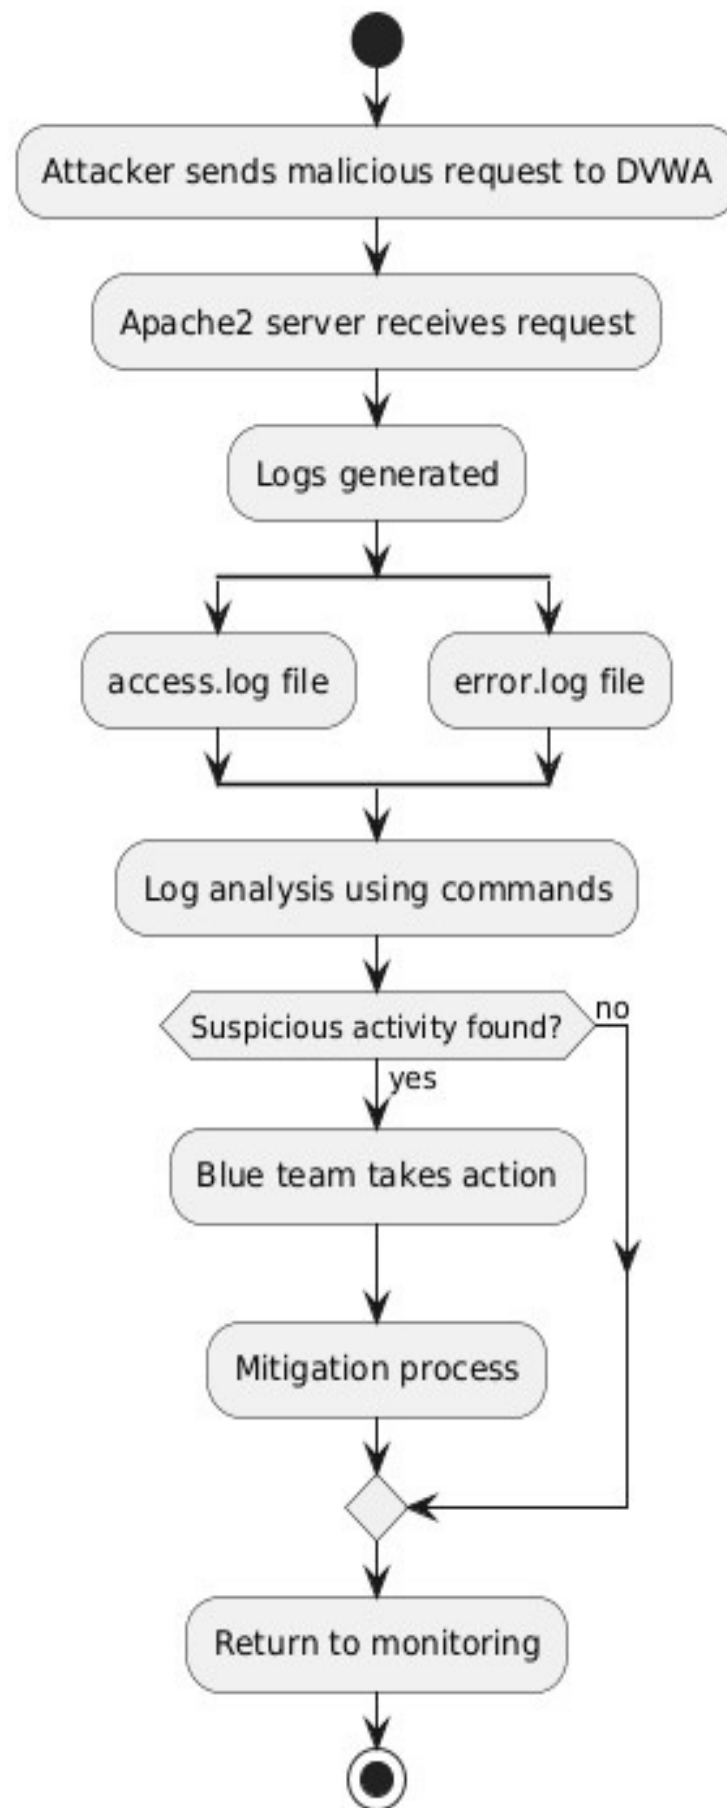 Attacker sends malicious request to DVWA
Apache2 server receives request
Logs generated
access.log file
error.log file
Log analysis using commands
Suspicious activity found?
no
yes
Blue team takes action
Mitigation process
Return to monitoring